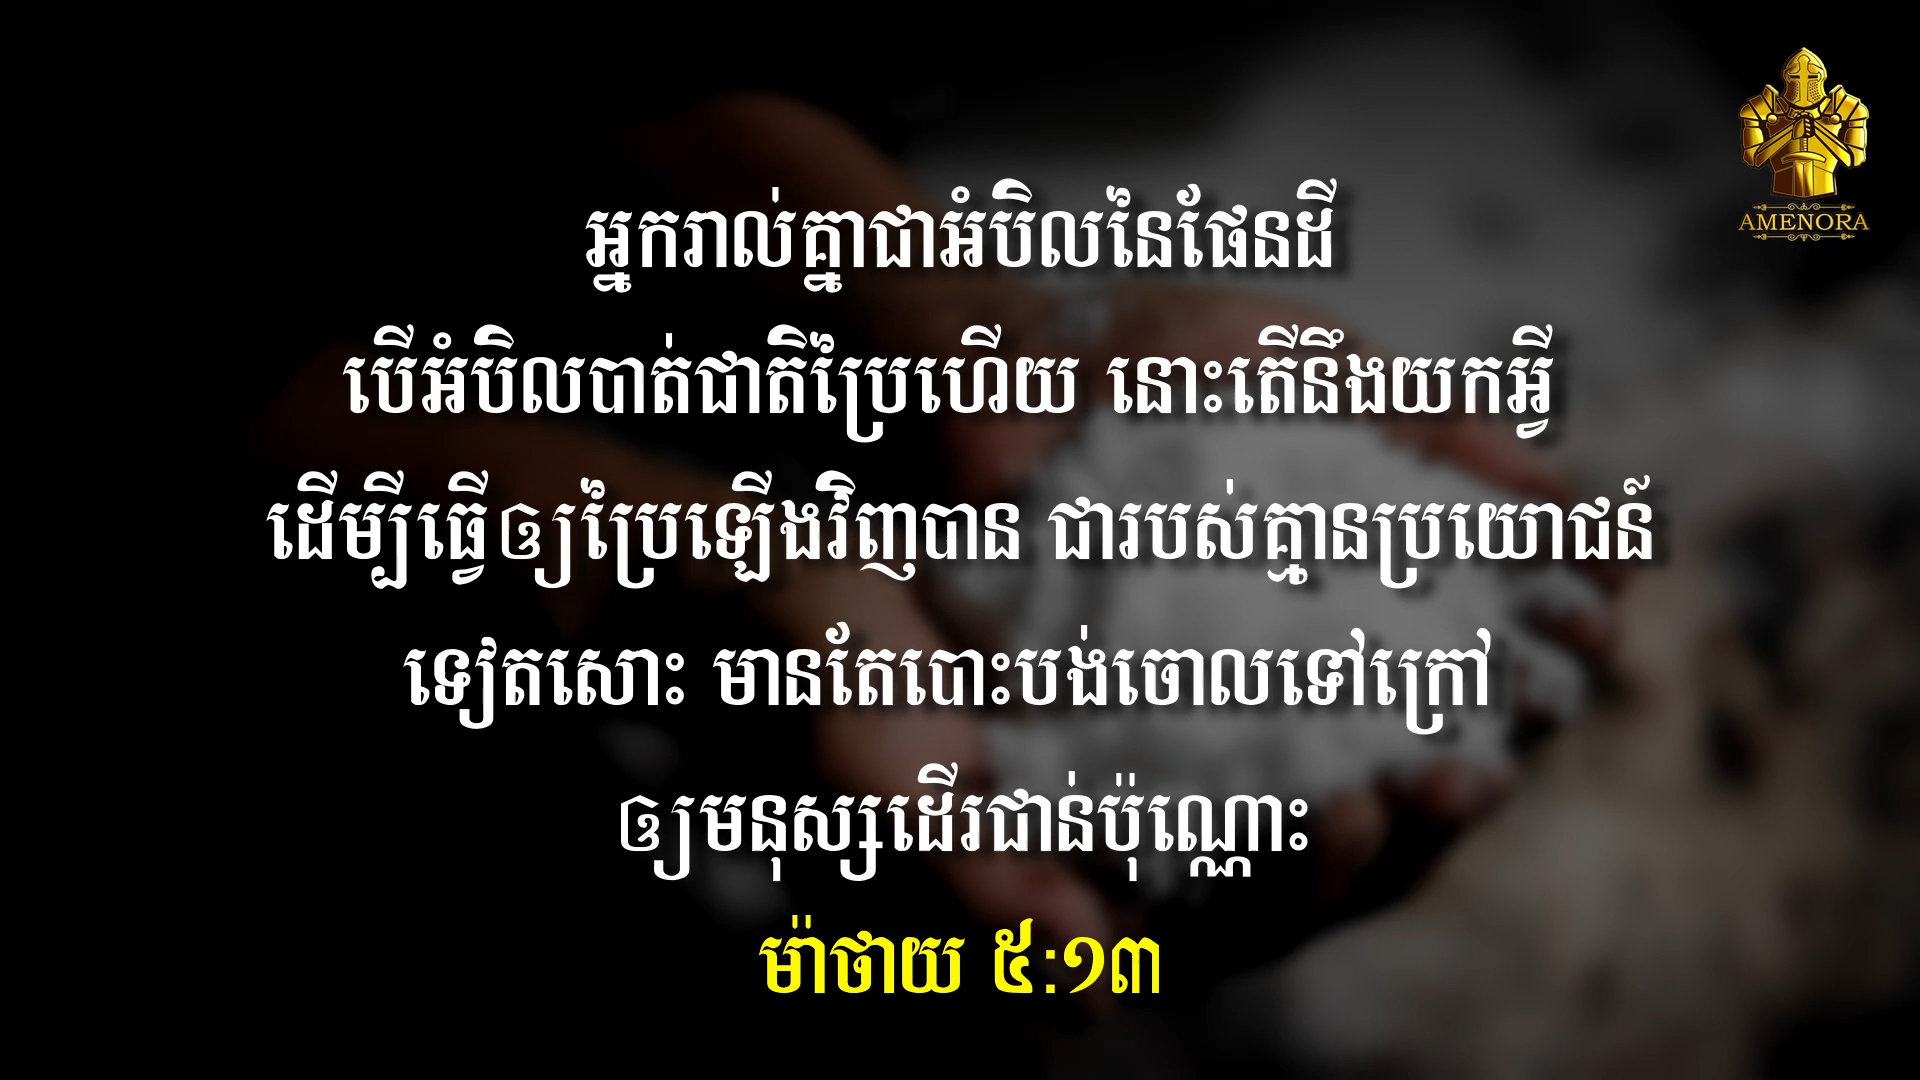 អ្នករាល់គ្នាជាអំបិលនៃផែនដី
បើអំបិលបាត់ជាតិប្រៃហើយ នោះតើនឹងយកអ្វី
ដើម្បីធ្វើឲ្យប្រៃឡើងវិញបាន ជារបស់គ្មានប្រយោជន៍
ទៀតសោះ មានតែបោះបង់ចោលទៅក្រៅ
ឲ្យមនុស្សដើរជាន់ប៉ុណ្ណោះ
ម៉ាថាយ ៥:១៣
AMENORA